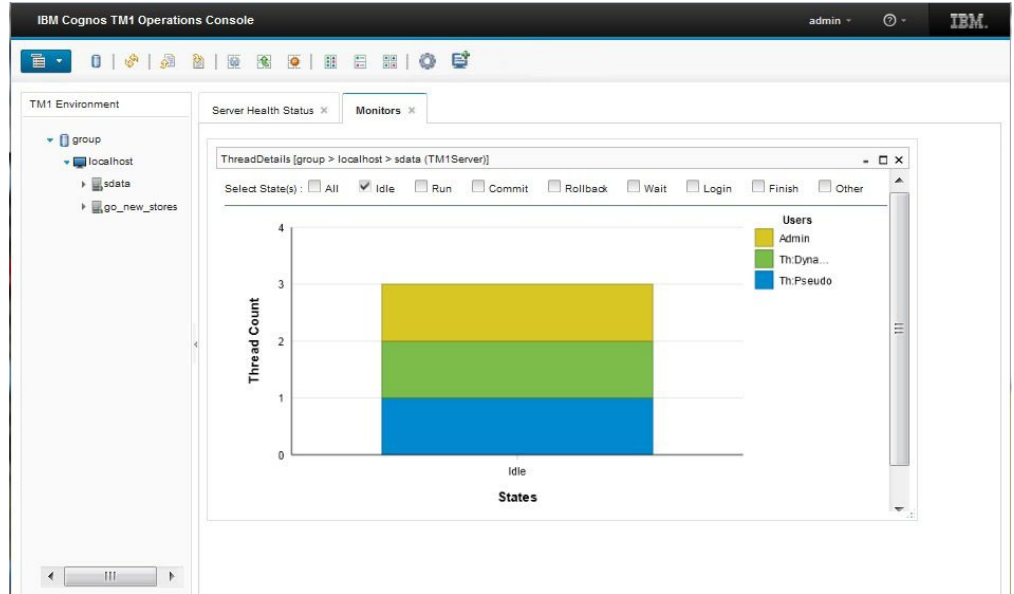 IBM Cognos TM1 Operations Console
admin
IBM.
TM1 Environment
group
localhost
sdata
go_new_stores
Server Health Status
Monitors
ThreadDetails [group > localhost > sdata (TM1Server)]
Select State(s) : All Idle Run Commit Rollback Wait Login Finish Other
Users
Admin
Th:Dyna...
Th:Pseudo
4
3
2
1
0
Thread Count
Idle
States